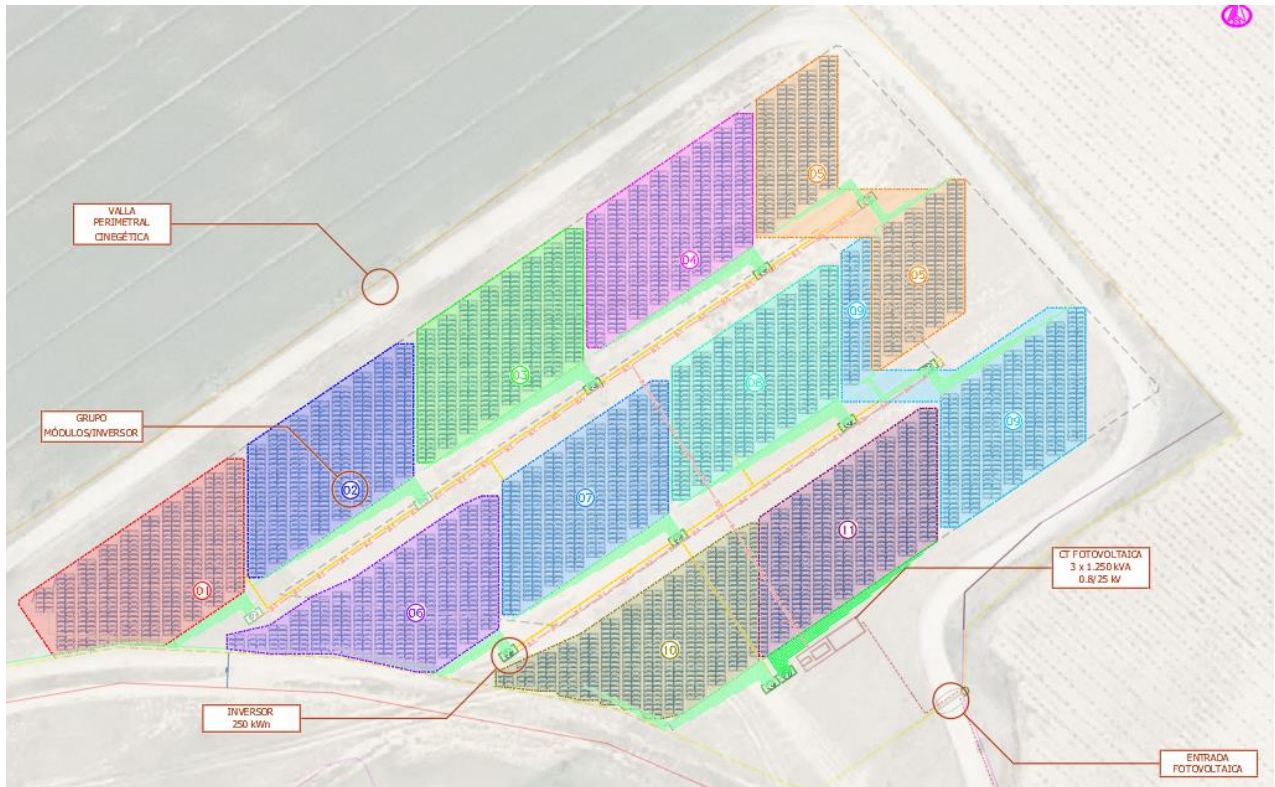 05
VALLA
PERIMETRAL
CINEGÉTICA
04
05
09
03
08
GRUPO
MÓDULOS/INVERSOR
09
02
07
11
CT FOTOVOLTAICA
3 x 1.250 kVA
0.8/25 kV
01
06
10
INVERSOR
250 kWn
ENTRADA
FOTOVOLTAICA